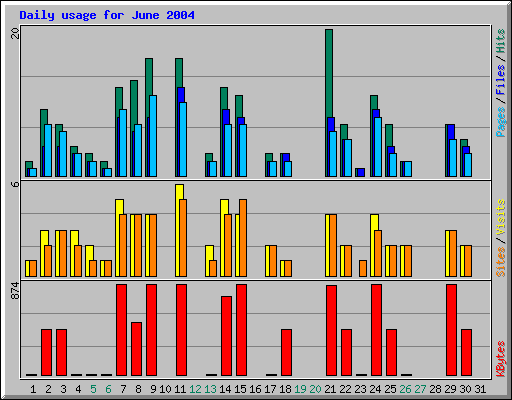 Daily usage for June 2004
20
Pages / Files / Hits
6
Sites / Visits
874
KBytes
1 2 3 4 5 6 7 8 9 10 11 12 13 14 15 16 17 18 19 20 21 22 23 24 25 26 27 28 29 30 31